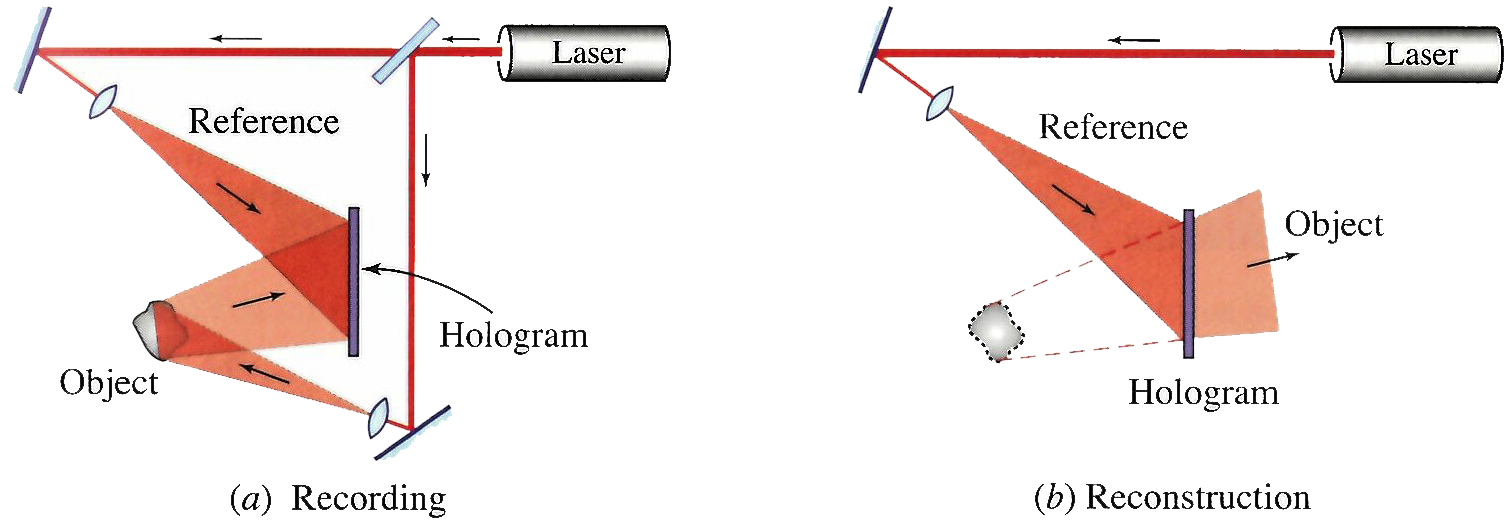 Laser
Reference
Hologram
Object
(a) Recording
Laser
Reference
Object
Hologram
(b) Reconstruction